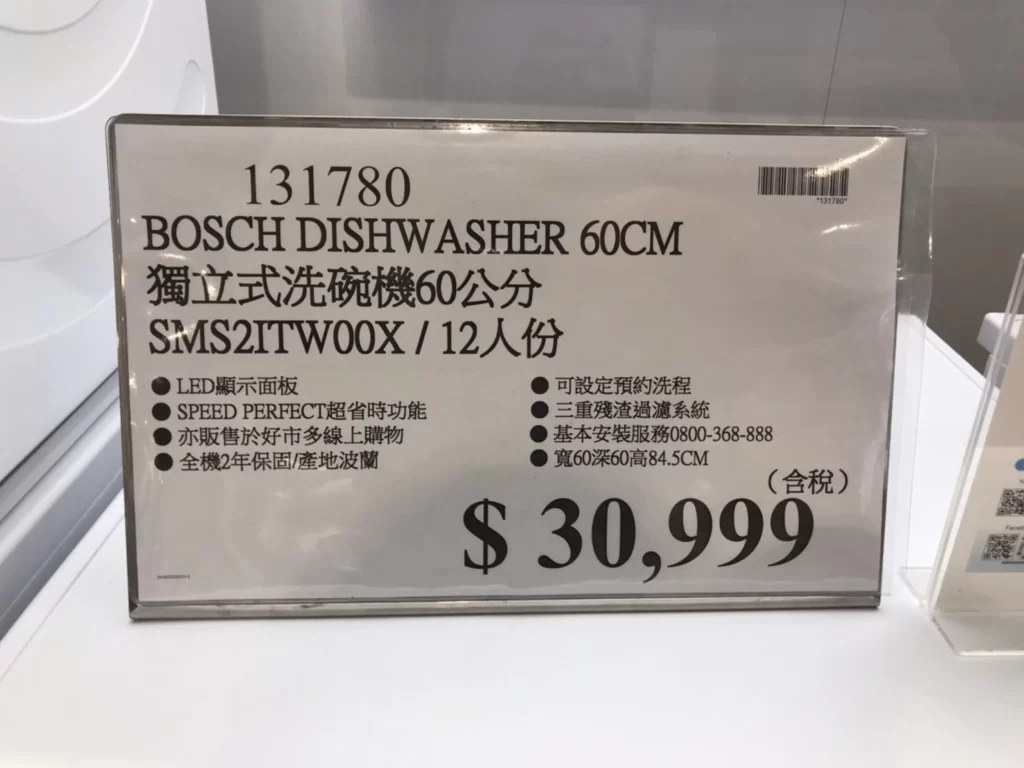 131780
*131780*
BOSCH DISHWASHER 60CM
獨立式洗碗機60公分
SMS2ITW00X / 12人份
● LED顯示面板
● SPEED PERFECT超省時功能
● 亦販售於好市多線上購物
● 全機2年保固/產地波蘭
● 可設定預約洗程
● 三重殘渣過濾系統
● 基本安裝服務0800-368-888
● 寬60深60高84.5CM
（含稅）
$ 30,999